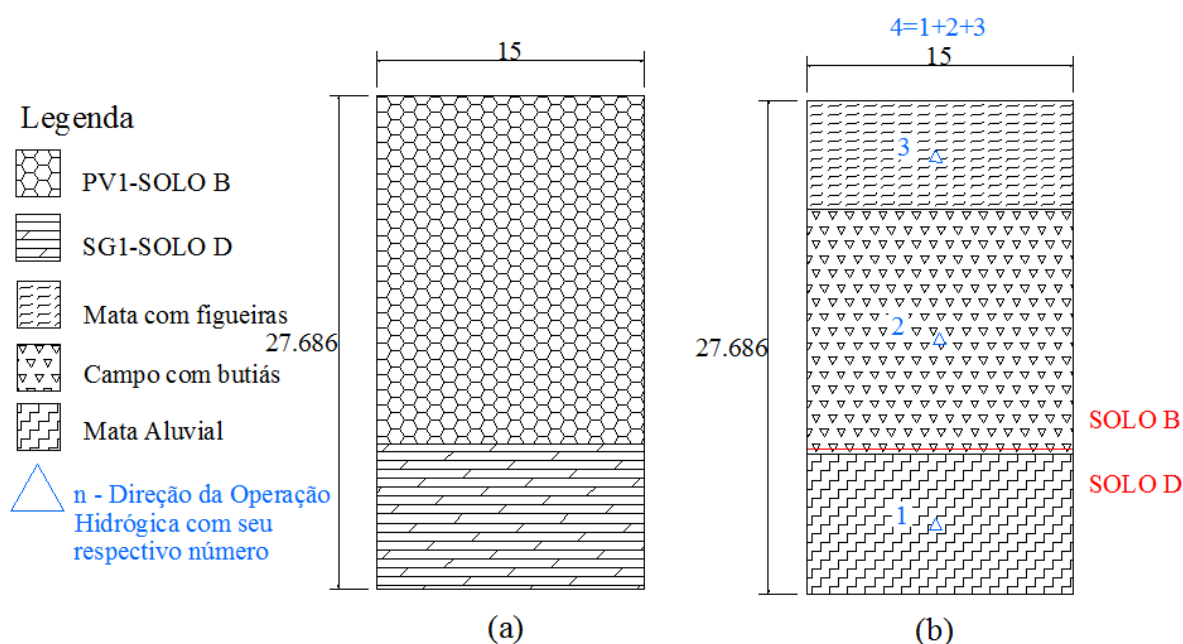 Legenda
PV1-SOLO B
SG1-SOLO D
Mata com figueiras
Campo com butiás
Mata Aluvial
n - Direção da Operação
Hidrógica com seu
respectivo número
15
27.686
(a)
4=1+2+3
15
27.686
3
2
1
SOLO B
SOLO D
(b)